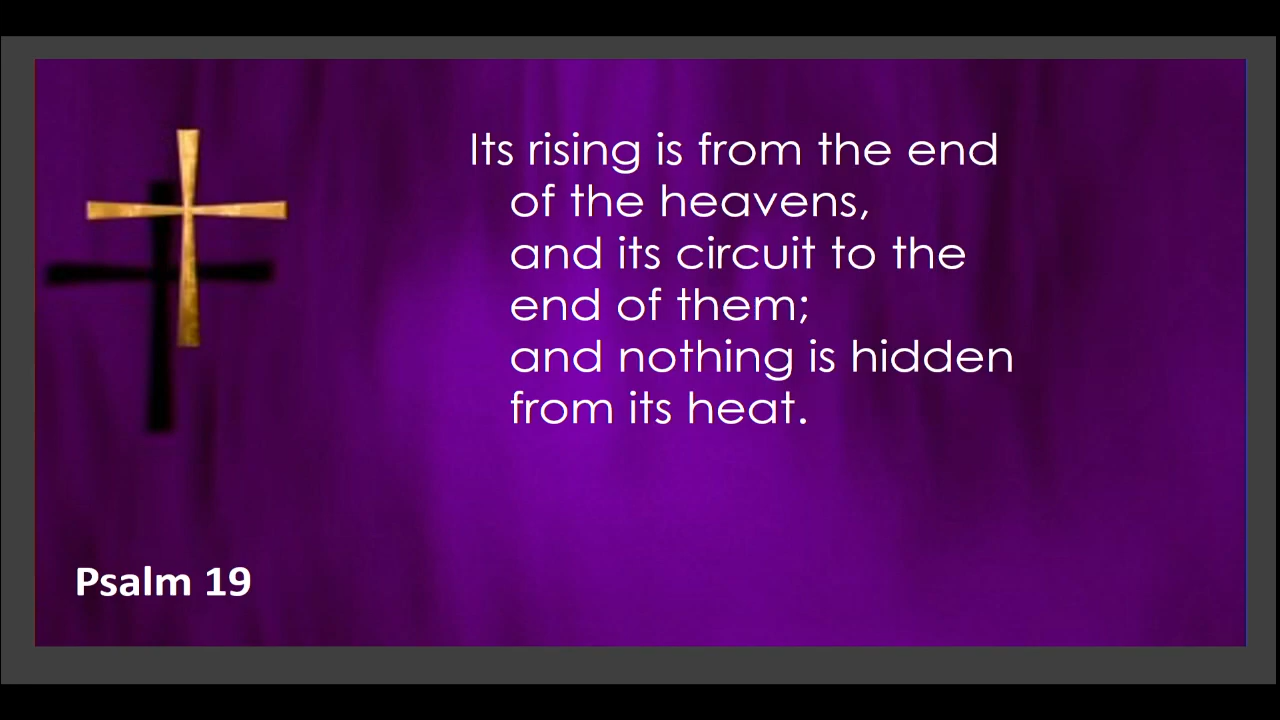 Its rising is from the end
of the heavens,
and its circuit to the
end of them;
and nothing is hidden
from its heat.
Psalm 19